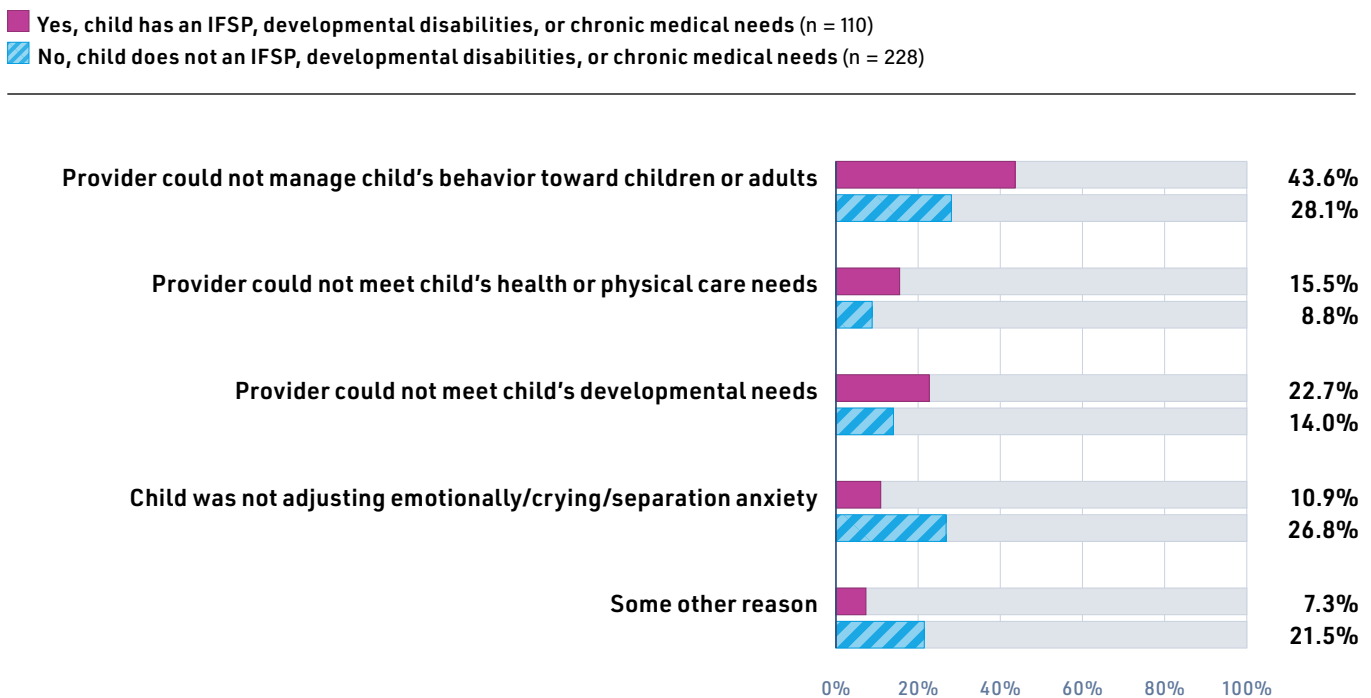 Yes, child has an IFSP, developmental disabilities, or chronic medical needs (n = 110)
No, child does not an IFSP, developmental disabilities, or chronic medical needs (n = 228)
Provider could not manage child’s behavior toward children or adults 43.6%
28.1%
Provider could not meet child’s health or physical care needs 15.5%
8.8%
Provider could not meet child’s developmental needs 22.7%
14.0%
Child was not adjusting emotionally/crying/separation anxiety 10.9%
26.8%
Some other reason 7.3%
21.5%
0% 20% 40% 60% 80% 100%